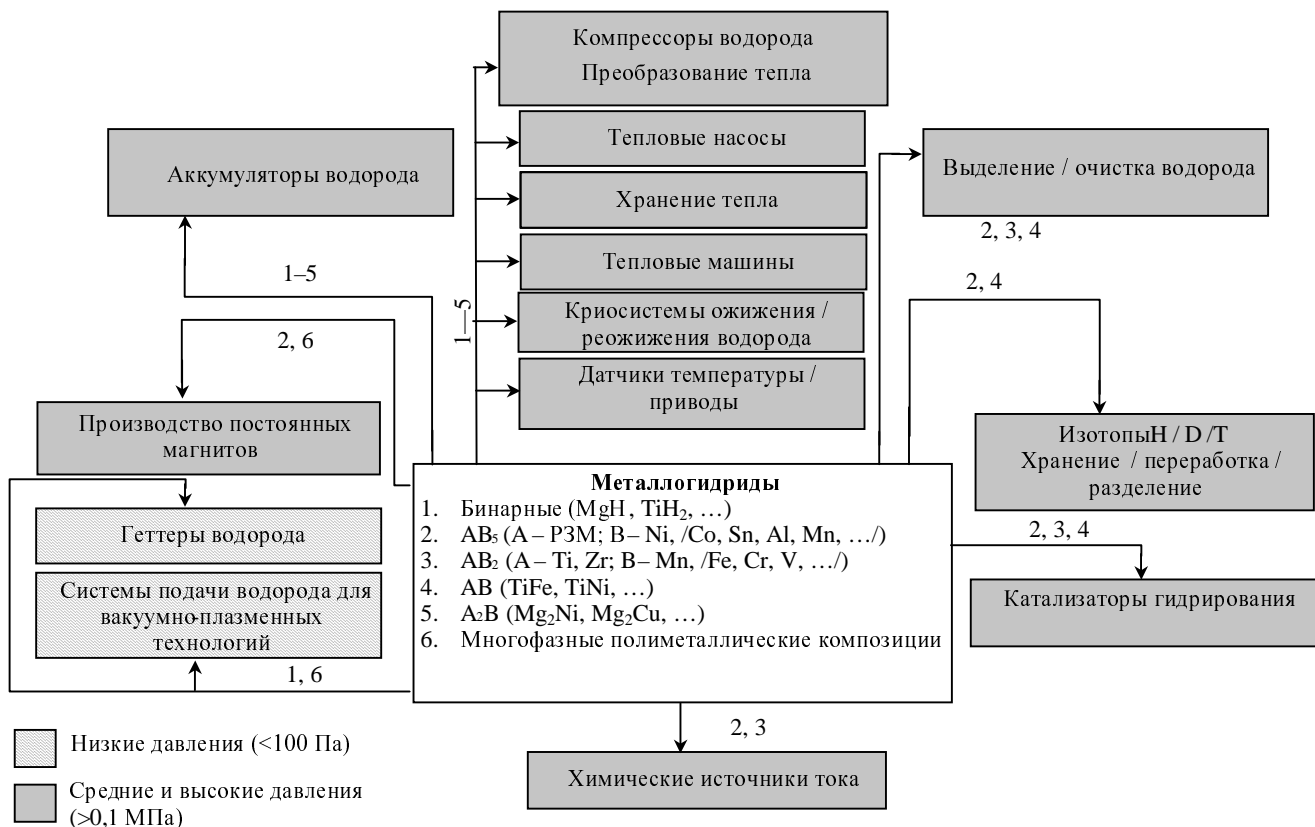 Компрессоры водорода
Преобразование тепла
Тепловые насосы
Хранение тепла
Тепловые машины
Криосистемы ожижения /
реожижения водорода
Датчики температуры /
приводы
1—5
Аккумуляторы водорода
1–5
Выделение / очистка водорода
2, 3, 4
2, 4
2, 6
Производство постоянных
магнитов
Изотопы H / D /T
Хранение / переработка /
разделение
Геттеры водорода
Системы подачи водорода для
вакуумно-плазменных
технологий
1, 6
Металлогидриды
1. Бинарные (MgH, TiH₂, …)
2. AB₅ (A – РЗМ; B – Ni, /Co, Sn, Al, Mn, …/)
3. AB₂ (A – Ti, Zr; B – Mn, /Fe, Cr, V, …/)
4. AB (TiFe, TiNi, …)
5. A₂B (Mg₂Ni, Mg₂Cu, …)
6. Многофазные полиметаллические композиции
2, 3, 4
Катализаторы гидрирования
2, 3
Химические источники тока
Низкие давления (<100 Па)
Средние и высокие давления
(>0,1 МПа)